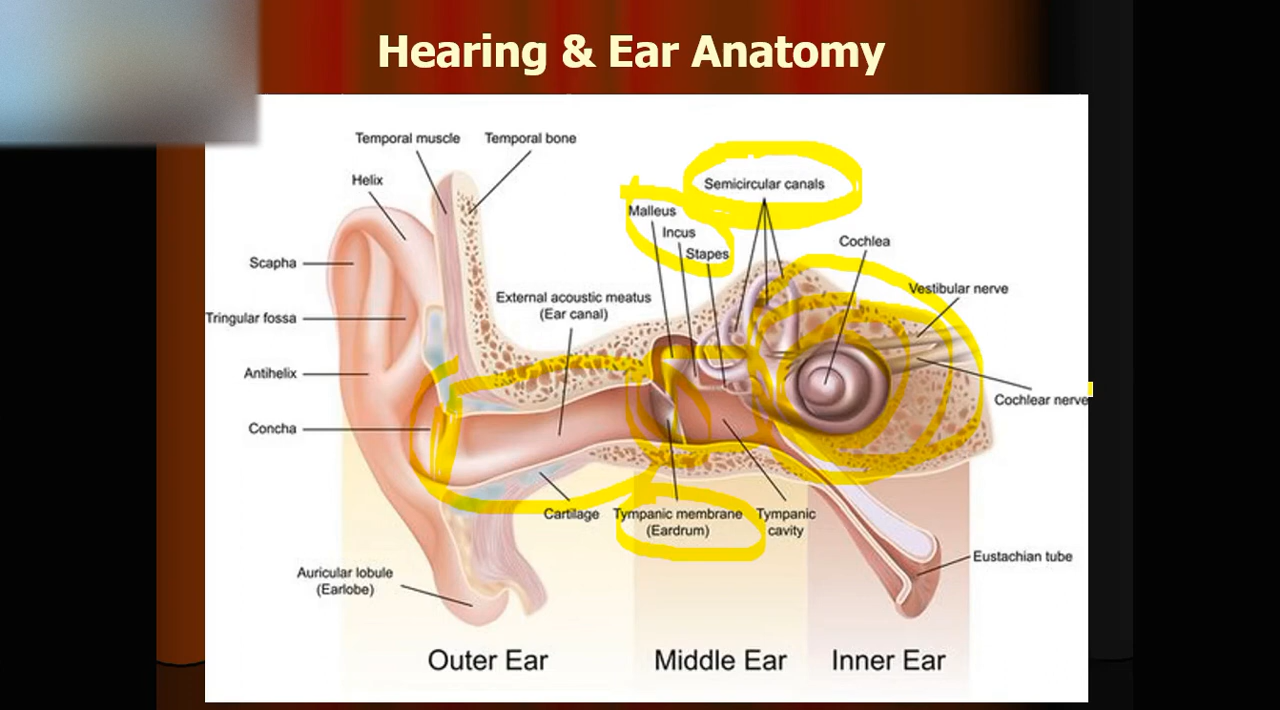 Hearing & Ear Anatomy
Temporal muscle
Temporal bone
Helix
Semicircular canals
Malleus
Incus
Stapes
Cochlea
Scapha
Vestibular nerve
External acoustic meatus
(Ear canal)
Tringular fossa
Antihelix
Cochlear nerve
Concha
Cartilage
Tympanic membrane
(Eardrum)
Tympanic
cavity
Eustachian tube
Auricular lobule
(Earlobe)
Outer Ear
Middle Ear
Inner Ear